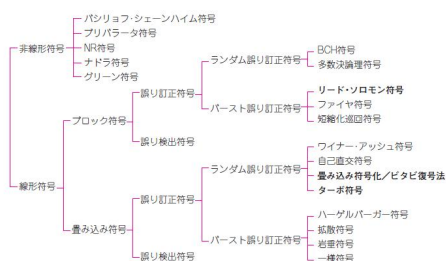 非線形符号
バシリョフ・シェーンハイム符号
プリパラータ符号
NR符号
ナドラ符号
グリーン符号
線形符号
ブロック符号
誤り訂正符号
ランダム誤り訂正符号
BCH符号
多数決論理符号
バースト誤り訂正符号
リード・ソロモン符号
ファイヤ符号
短縮化巡回符号
誤り検出符号
畳み込み符号
誤り訂正符号
ランダム誤り訂正符号
ワイナー・アッシュ符号
自己直交符号
畳み込み符号化／ビタビ復号法
ターボ符号
バースト誤り訂正符号
ハーゲルバーガー符号
拡散符号
岩垂符号
一様符号
誤り検出符号